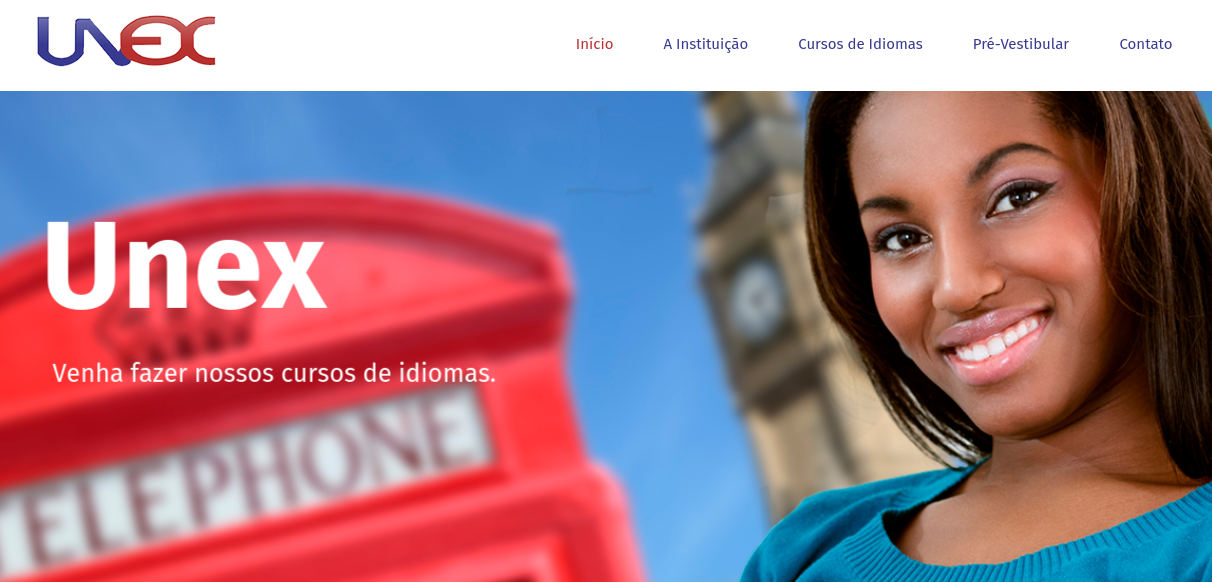 UNEX
Início
A Instituição
Cursos de Idiomas
Pré-Vestibular
Contato
Unex
Venha fazer nossos cursos de idiomas.
TELEPHONE